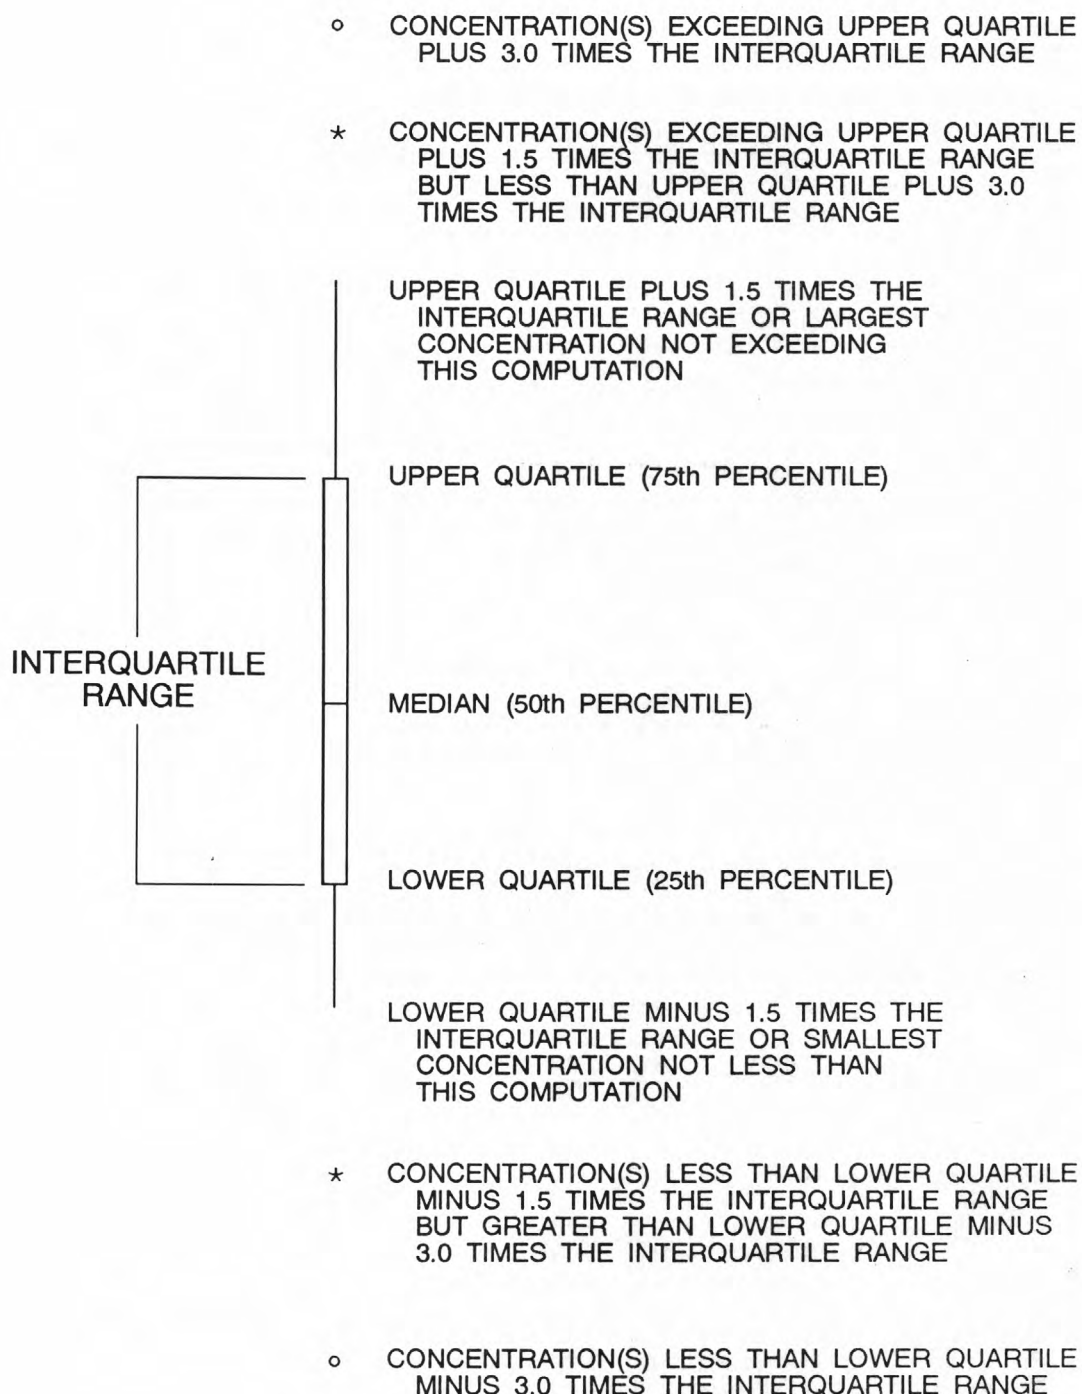 ○ CONCENTRATION(S) EXCEEDING UPPER QUARTILE
PLUS 3.0 TIMES THE INTERQUARTILE RANGE
* CONCENTRATION(S) EXCEEDING UPPER QUARTILE
PLUS 1.5 TIMES THE INTERQUARTILE RANGE
BUT LESS THAN UPPER QUARTILE PLUS 3.0
TIMES THE INTERQUARTILE RANGE
UPPER QUARTILE PLUS 1.5 TIMES THE
INTERQUARTILE RANGE OR LARGEST
CONCENTRATION NOT EXCEEDING
THIS COMPUTATION
UPPER QUARTILE (75th PERCENTILE)
INTERQUARTILE
RANGE
MEDIAN (50th PERCENTILE)
LOWER QUARTILE (25th PERCENTILE)
LOWER QUARTILE MINUS 1.5 TIMES THE
INTERQUARTILE RANGE OR SMALLEST
CONCENTRATION NOT LESS THAN
THIS COMPUTATION
* CONCENTRATION(S) LESS THAN LOWER QUARTILE
MINUS 1.5 TIMES THE INTERQUARTILE RANGE
BUT GREATER THAN LOWER QUARTILE MINUS
3.0 TIMES THE INTERQUARTILE RANGE
○ CONCENTRATION(S) LESS THAN LOWER QUARTILE
MINUS 3.0 TIMES THE INTERQUARTILE RANGE